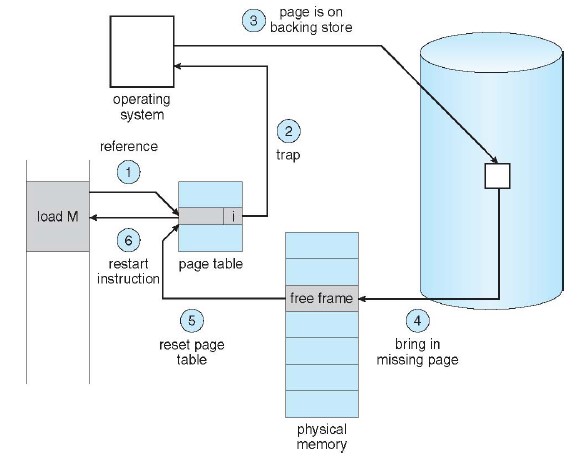 3
page is on
backing store
operating
system
2
trap
reference
1
load M
i
6
restart
instruction
page table
free frame
5
reset page
table
4
bring in
missing page
physical
memory